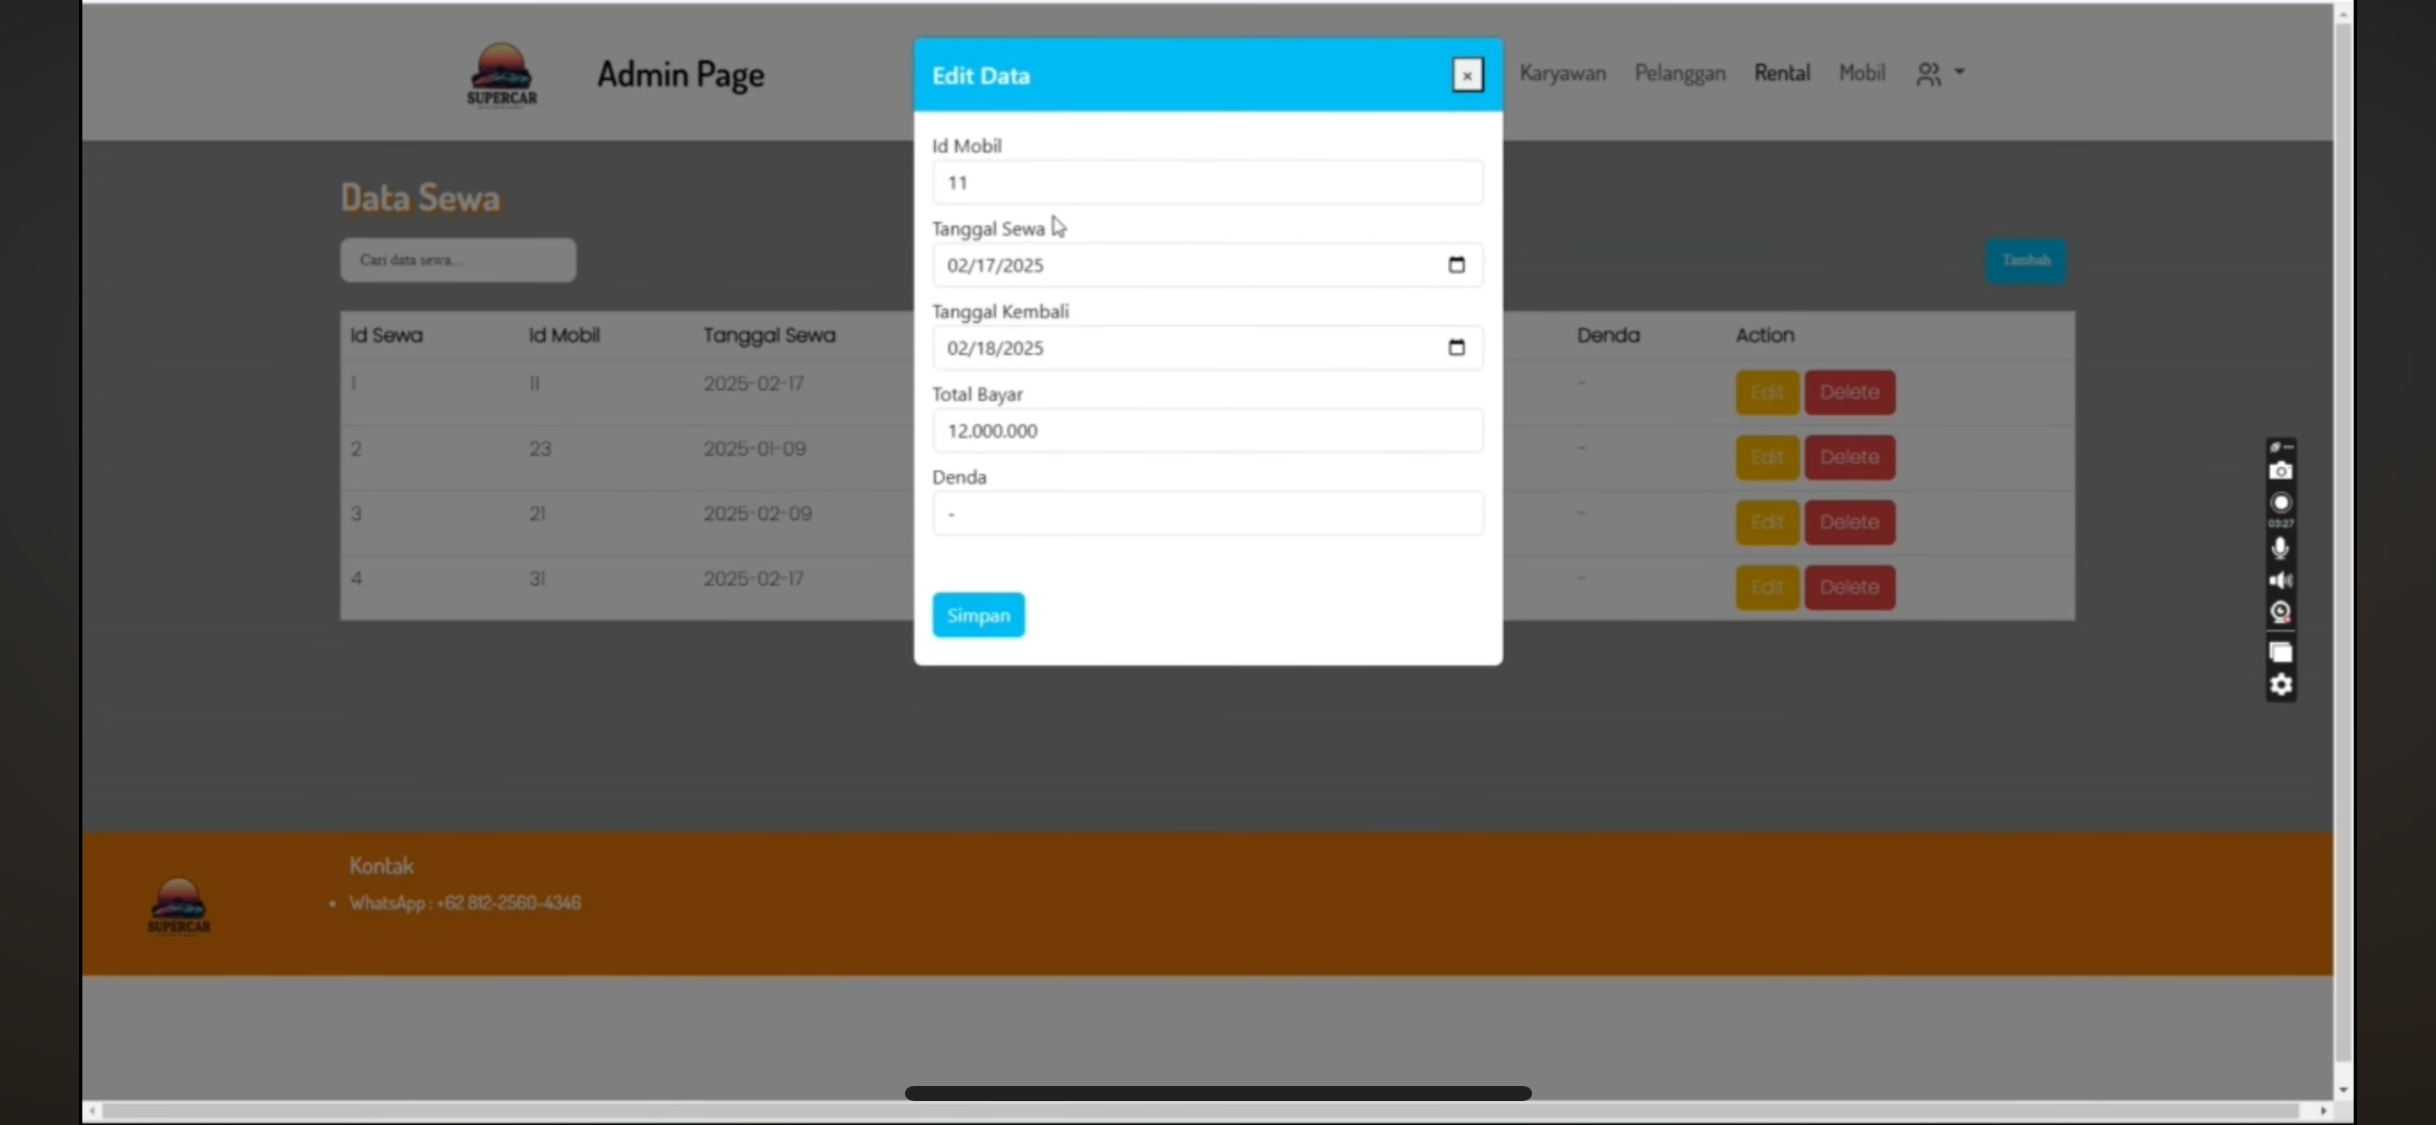 SUPERCAR
Admin Page
Karyawan
Pelanggan
Rental
Mobil
Edit Data
×
Id Mobil
11
Tanggal Sewa
02/17/2025
Tanggal Kembali
02/18/2025
Total Bayar
12.000.000
Denda
-
Simpan
Data Sewa
Cari data sewa...
Tambah
Id Sewa Id Mobil Tanggal Sewa Denda Action
1 11 2025-02-17 - Edit Delete
2 23 2025-01-09 - Edit Delete
3 21 2025-02-09 - Edit Delete
4 31 2025-02-17 - Edit Delete
03:27
SUPERCAR
Kontak
• WhatsApp : +62 812-2560-4346